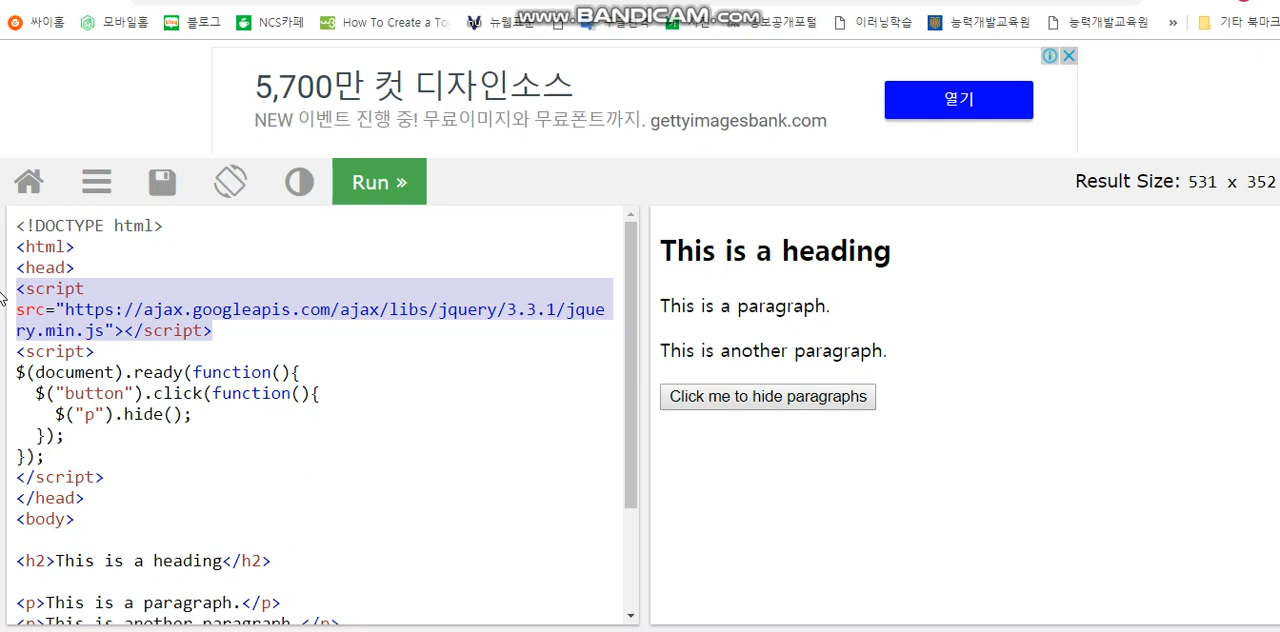 www.BANDICAM.com
싸이홈 모바일홈 블로그 NCS카페 How To Create a To 능력개발교육원 이러닝학습 능력개발교육원 » 기타 북마크
5,700만 컷 디자인소스
NEW 이벤트 진행 중! 무료이미지와 무료폰트까지. gettyimagesbank.com
열기
Run »
Result Size: 531 x 352
<!DOCTYPE html>
<html>
<head>
<script
src="https://ajax.googleapis.com/ajax/libs/jquery/3.3.1/jque
ry.min.js"></script>
<script>
$(document).ready(function(){
  $("button").click(function(){
    $("p").hide();
  });
});
</script>
</head>
<body>
<h2>This is a heading</h2>
<p>This is a paragraph.</p>
<p>This is another paragraph.</p>
This is a heading
This is a paragraph.
This is another paragraph.
Click me to hide paragraphs